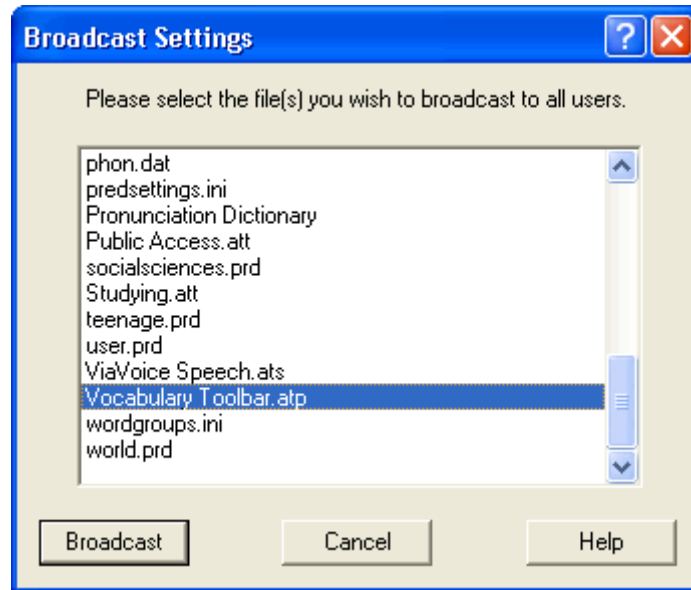 Broadcast Settings
Please select the file(s) you wish to broadcast to all users.
phon.dat
predsettings.ini
Pronunciation Dictionary
Public Access.att
socialsciences.prd
Studying.att
teenage.prd
user.prd
ViaVoice Speech.ats
Vocabulary Toolbar.atp
wordgroups.ini
world.prd
Broadcast Cancel Help